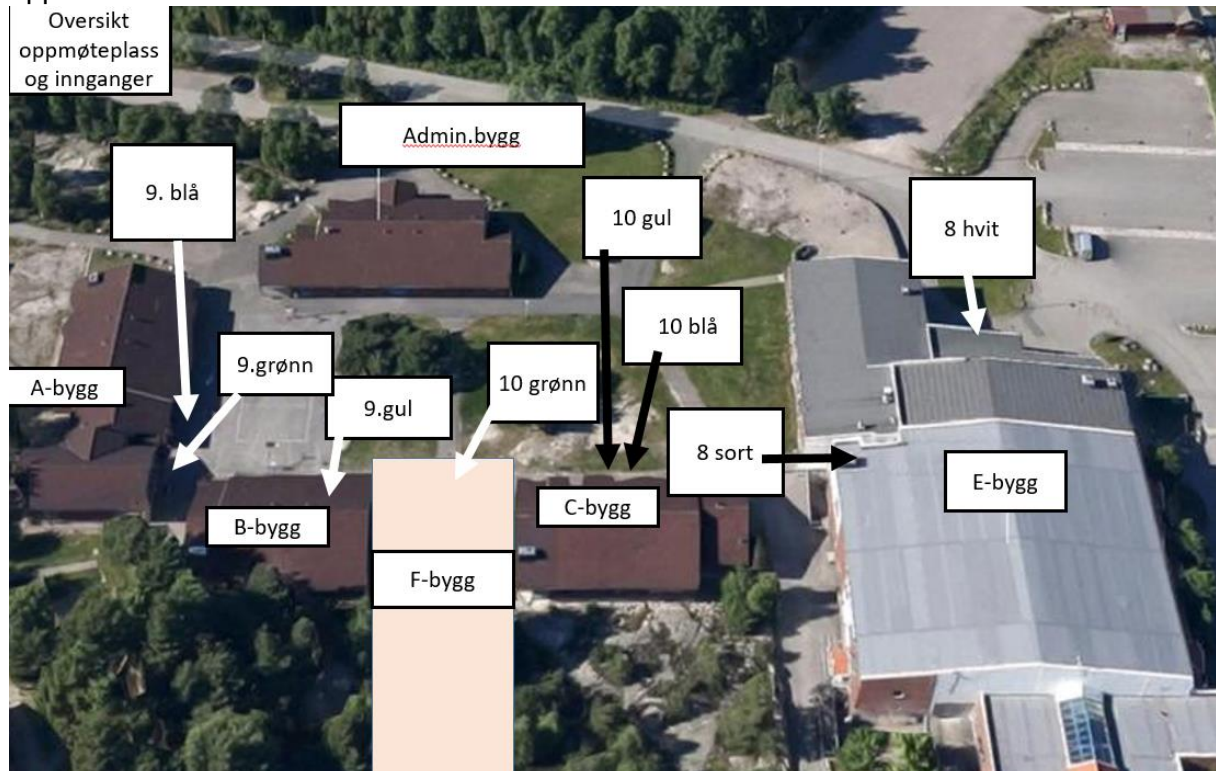 Oversikt
oppmøteplass
og innganger
Admin.bygg
9. blå
10 gul
8 hvit
10 blå
9.grønn
10 grønn
A-bygg
9.gul
8 sort
E-bygg
C-bygg
B-bygg
F-bygg